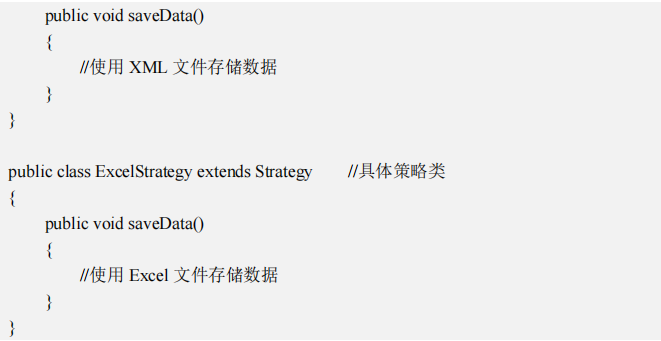 public void saveData()
{
//使用 XML 文件存储数据
}
}
public class ExcelStrategy extends Strategy //具体策略类
{
public void saveData()
{
//使用 Excel 文件存储数据
}
}